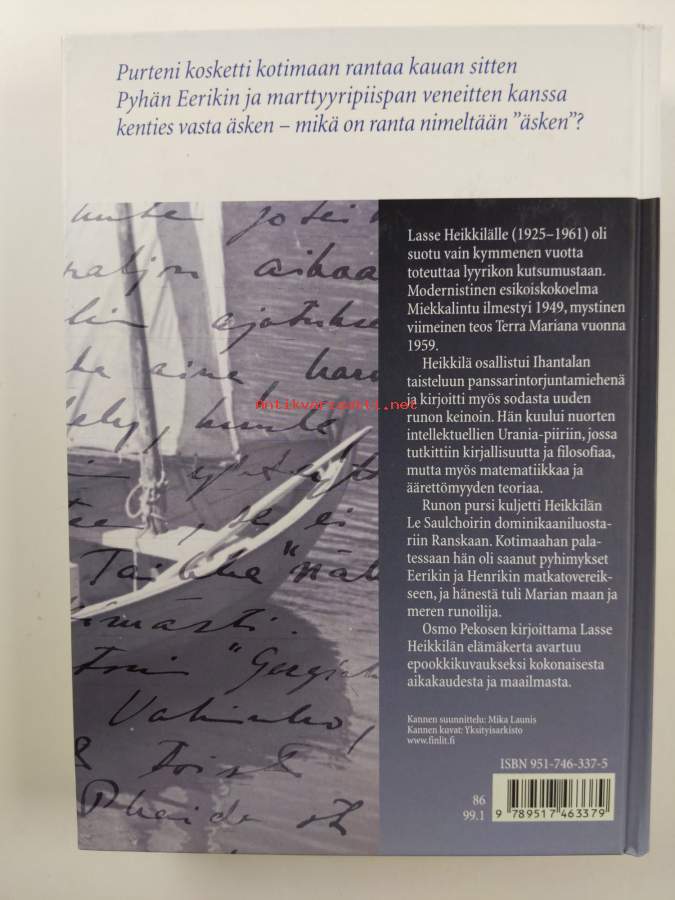 Purteni kosketti kotimaan rantaa kauan sitten
Pyhän Eerikin ja marttyyripiispan veneitten kanssa
kenties vasta äsken – mikä on ranta nimeltään ”äsken”?
Lasse Heikkilälle (1925–1961) oli
suotu vain kymmenen vuotta
toteuttaa lyyrikon kutsumustaan.
Modernistinen esikoiskokoelma
Miekkalintu ilmestyi 1949, mystinen
viimeinen teos Terra Mariana vuonna
1959.
Heikkilä osallistui Ihantalan
taisteluun panssarintorjuntamiehenä
ja kirjoitti myös sodasta uuden
runon keinoin. Hän kuului nuorten
intellektuellien Urania-piiriin, jossa
tutkittiin kirjallisuutta ja filosofiaa,
mutta myös matematiikkaa ja
äärettömyyden teoriaa.
Runon pursi kuljetti Heikkilän
Le Saulchoirin dominikaaniluosta-
riin Ranskaan. Kotimaahan pala-
tessaan hän oli saanut pyhimykset
Eerikin ja Henrikin matkatovereik-
seen, ja hänestä tuli Marian maan ja
meren runoilija.
Osmo Pekosen kirjoittama Lasse
Heikkilän elämäkerta avartuu
epookkikuvaukseksi kokonaisesta
aikakaudesta ja maailmasta.
Kannen suunnittelu: Mika Launis
Kannen kuvat: Yksityisarkisto
www.finlit.fi
ISBN 951-746-337-5
86
99.1
9 789517 463379
Antikvariaatti.net
aikaa
aina